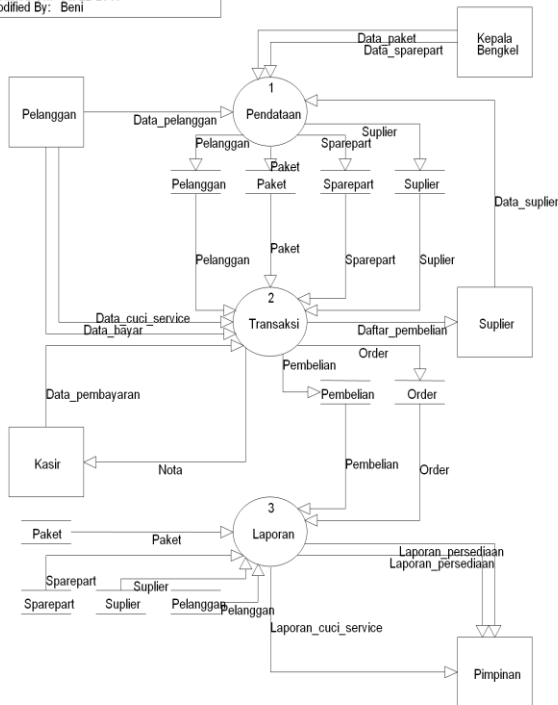 Modified By: Beni
Kepala
Bengkel
Data_paket
Data_sparepart
Pelanggan
Data_pelanggan
1
Pendataan
Suplier
Pelanggan
Sparepart
Paket
Pelanggan
Paket
Sparepart
Suplier
Data_suplier
Paket
Pelanggan
Sparepart
Suplier
2
Transaksi
Data_cuci_service
Data_bayar
Daftar_pembelian
Suplier
Order
Pembelian
Data_pembayaran
Pembelian
Order
Kasir
Nota
Pembelian
Order
3
Laporan
Paket
Paket
Laporan_persediaan
Laporan_persediaan
Sparepart
Suplier
Sparepart
Suplier
Pelanggan
Pelanggan
Laporan_cuci_service
Pimpinan